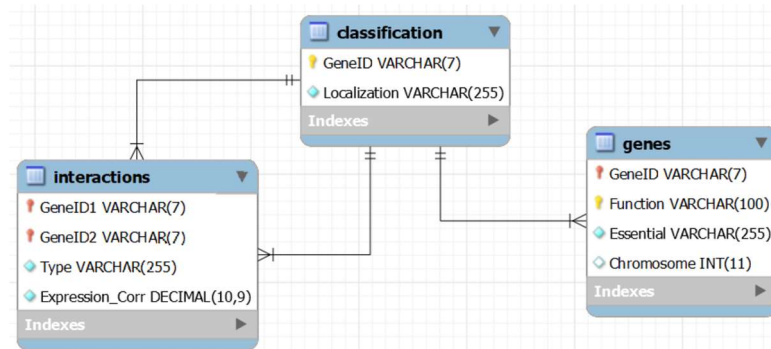 classification
GeneID VARCHAR(7)
Localization VARCHAR(255)
Indexes
interactions
GeneID1 VARCHAR(7)
GeneID2 VARCHAR(7)
Type VARCHAR(255)
Expression_Corr DECIMAL(10,9)
Indexes
genes
GeneID VARCHAR(7)
Function VARCHAR(100)
Essential VARCHAR(255)
Chromosome INT(11)
Indexes